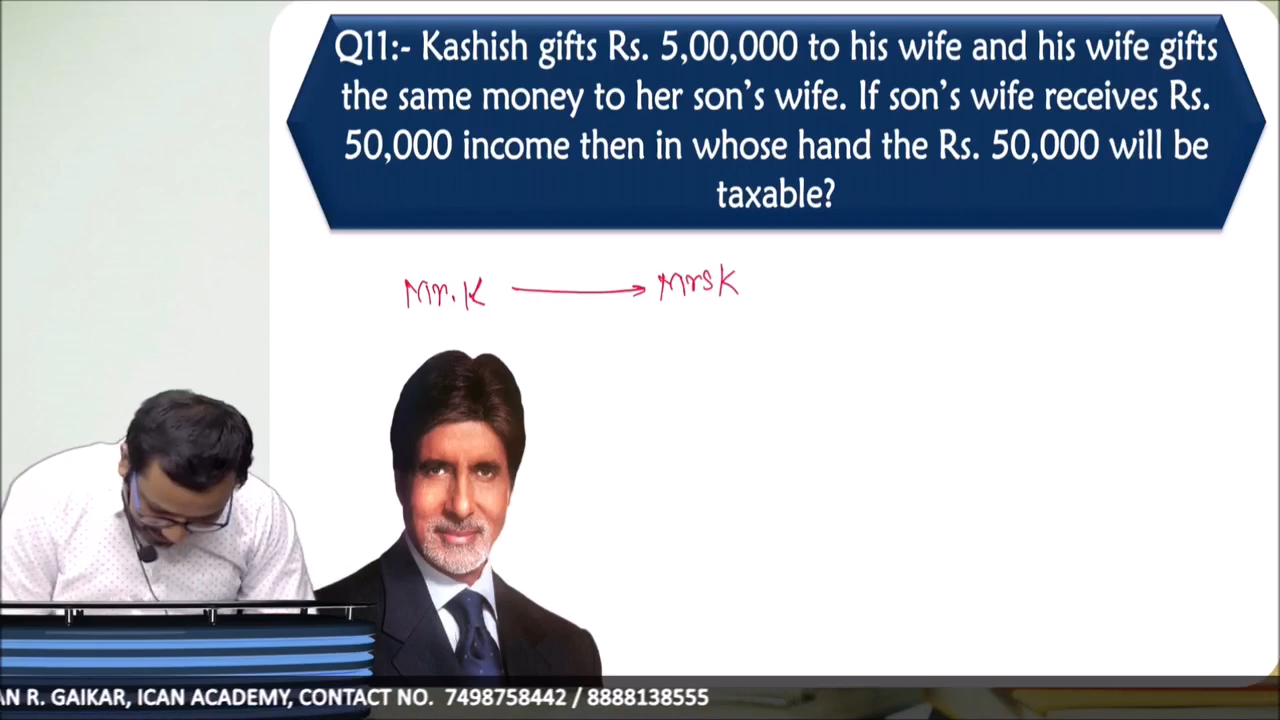 Q11:- Kashish gifts Rs. 5,00,000 to his wife and his wife gifts
the same money to her son's wife. If son's wife receives Rs.
50,000 income then in whose hand the Rs. 50,000 will be
taxable?
Mr. K → Mrs K
AN R. GAIKAR, ICAN ACADEMY, CONTACT NO. 7498758442 / 8888138555